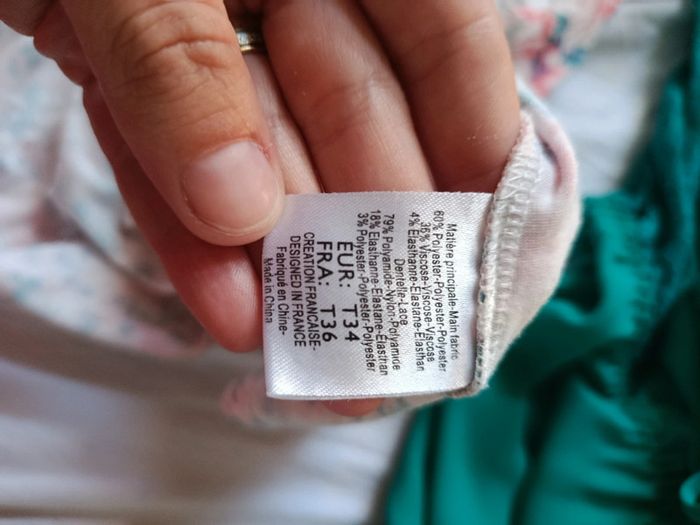 Matière principale-Main fabric
60% Polyester-Polyester-Polyester
36% Viscose-Viscose-Viscose
4% Elasthanne-Elastane-Elasthan
Dentelle-Lace
79% Polyamide-Nylon-Polyamide
18% Elasthanne-Elastane-Elasthan
3% Polyester-Polyester-Polyester
EUR: T34
FRA: T36
CREATION FRANCAISE-
DESIGNED IN FRANCE
Fabriqué en Chine-
Made in China